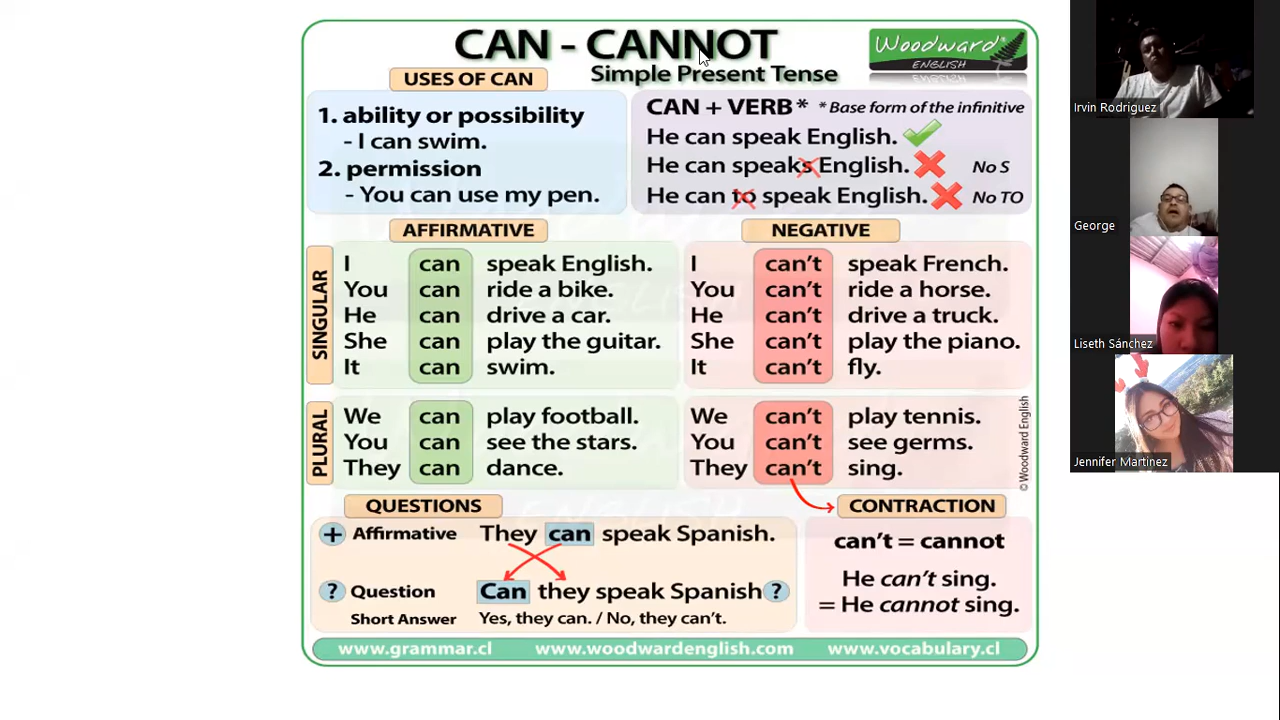 CAN - CANNOT
Simple Present Tense
Woodward®
ENGLISH
USES OF CAN
1. ability or possibility
- I can swim.
2. permission
- You can use my pen.
CAN + VERB* * Base form of the infinitive
He can speak English.
He can speaks English. No S
He can to speak English. No TO
AFFIRMATIVE
SINGULAR
I can speak English.
You can ride a bike.
He can drive a car.
She can play the guitar.
It can swim.
PLURAL
We can play football.
You can see the stars.
They can dance.
NEGATIVE
I can't speak French.
You can't ride a horse.
He can't drive a truck.
She can't play the piano.
It can't fly.
We can't play tennis.
You can't see germs.
They can't sing.
© Woodward English
QUESTIONS
+ Affirmative They can speak Spanish.
? Question Can they speak Spanish ?
Short Answer Yes, they can. / No, they can't.
CONTRACTION
can't = cannot
He can't sing.
= He cannot sing.
www.grammar.cl www.woodwardenglish.com www.vocabulary.cl
Irvin Rodriguez
George
Liseth Sánchez
Jennifer Martinez